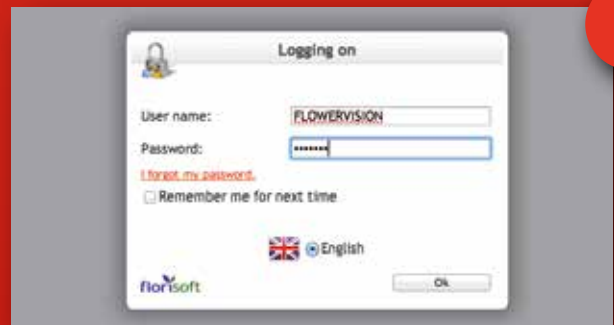 Logging on
User name:
FLOWERVISION
Password:
•••••••
I forgot my password.
Remember me for next time
English
florisoft
Ok